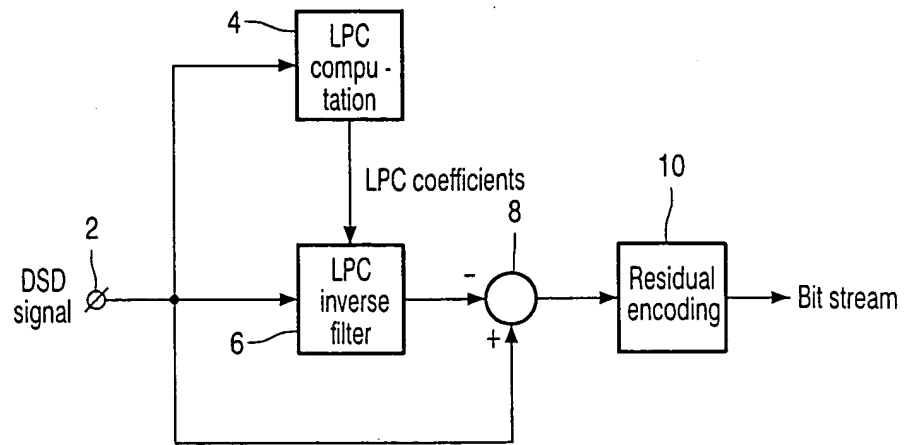 4
LPC
compu -
tation
LPC coefficients
2
DSD
signal
LPC
inverse
filter
6
-
8
+
10
Residual
encoding
Bit stream